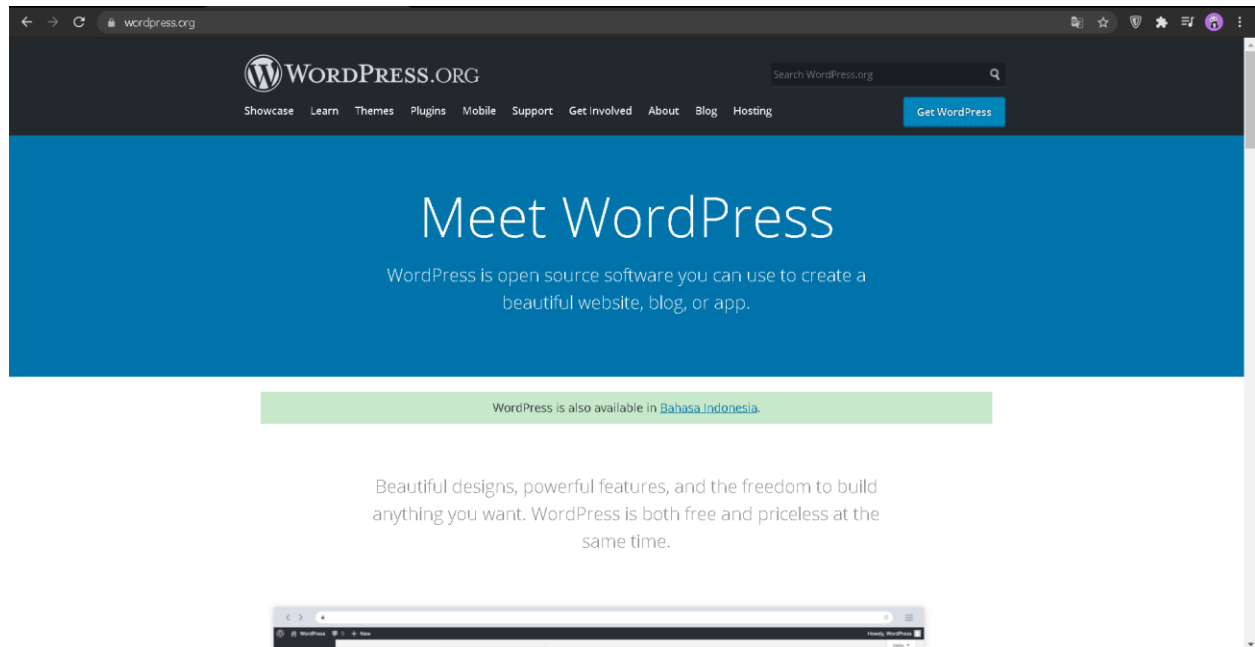 wordpress.org
WORDPRESS.ORG
Search WordPress.org
Showcase Learn Themes Plugins Mobile Support Get Involved About Blog Hosting
Get WordPress
Meet WordPress
WordPress is open source software you can use to create a
beautiful website, blog, or app.
WordPress is also available in Bahasa Indonesia.
Beautiful designs, powerful features, and the freedom to build
anything you want. WordPress is both free and priceless at the
same time.
WordPress 0 + New
Howdy, WordPress
Help